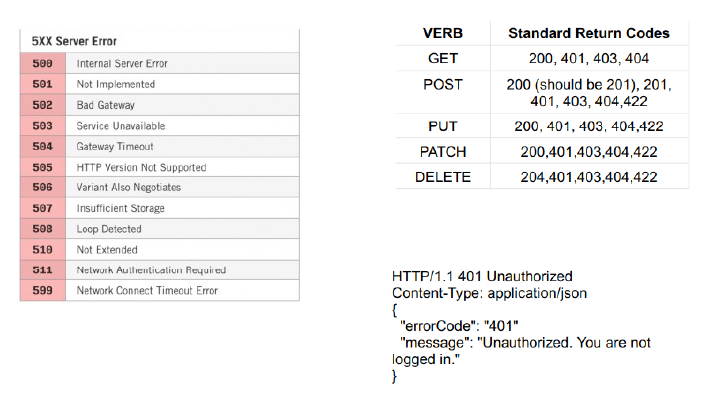 5XX Server Error
500 Internal Server Error
501 Not Implemented
502 Bad Gateway
503 Service Unavailable
504 Gateway Timeout
505 HTTP Version Not Supported
506 Variant Also Negotiates
507 Insufficient Storage
508 Loop Detected
510 Not Extended
511 Network Authentication Required
599 Network Connect Timeout Error
VERB Standard Return Codes
GET 200, 401, 403, 404
POST 200 (should be 201), 201,
401, 403, 404,422
PUT 200, 401, 403, 404,422
PATCH 200,401,403,404,422
DELETE 204,401,403,404,422
HTTP/1.1 401 Unauthorized
Content-Type: application/json
{
"errorCode": "401"
"message": "Unauthorized. You are not
logged in."
}